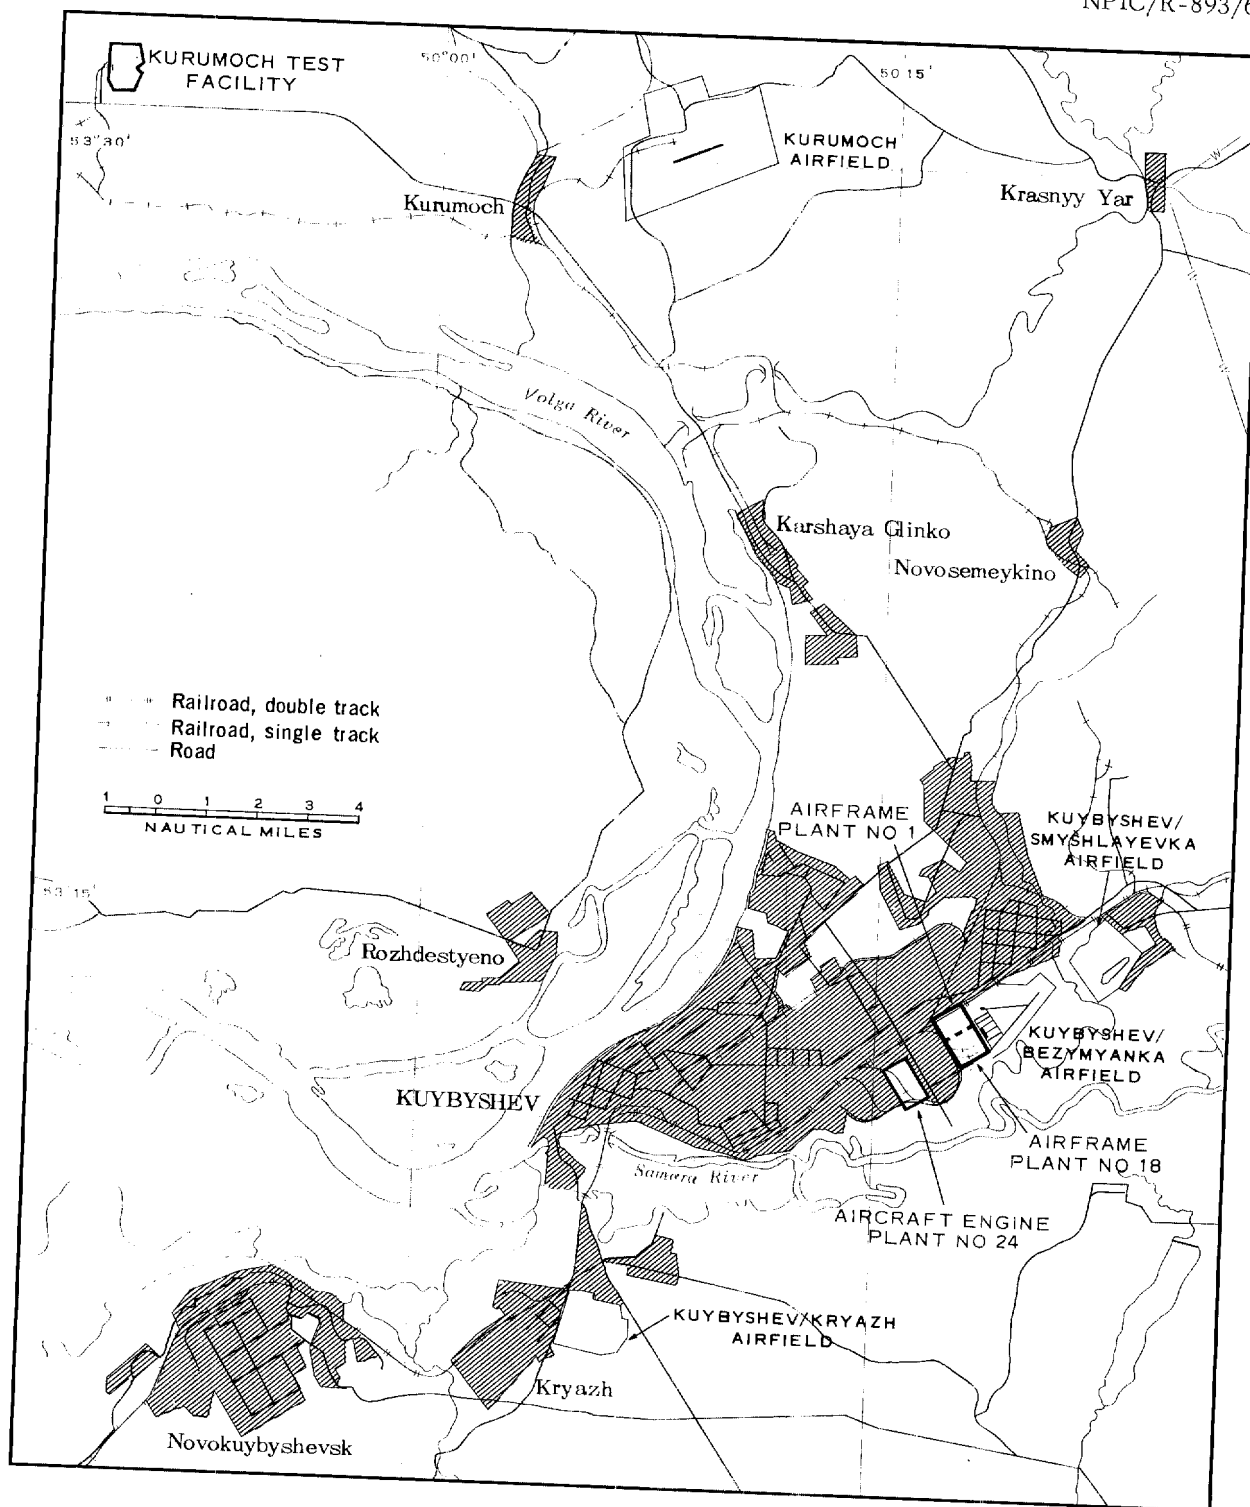 NPIC/R-893/6
KURUMOCH TEST
FACILITY
50°00'
50 15'
53°30'
KURUMOCH
AIRFIELD
Kurumoch
Krasnyy Yar
W
W
W
Volga River
Karshaya Glinko
Novosemeykino
Railroad, double track
Railroad, single track
Road
1 0 1 2 3 4
NAUTICAL MILES
AIRFRAME
PLANT NO 1
KUYBYSHEV/
SMYSHLAYEVKA
AIRFIELD
53°15'
Rozhdestyeno
KUYBYSHEV/
BEZYMYANKA
AIRFIELD
KUYBYSHEV
AIRFRAME
PLANT NO 18
Samara River
AIRCRAFT ENGINE
PLANT NO 24
KUYBYSHEV/KRYAZH
AIRFIELD
Kryazh
Novokuybyshevsk